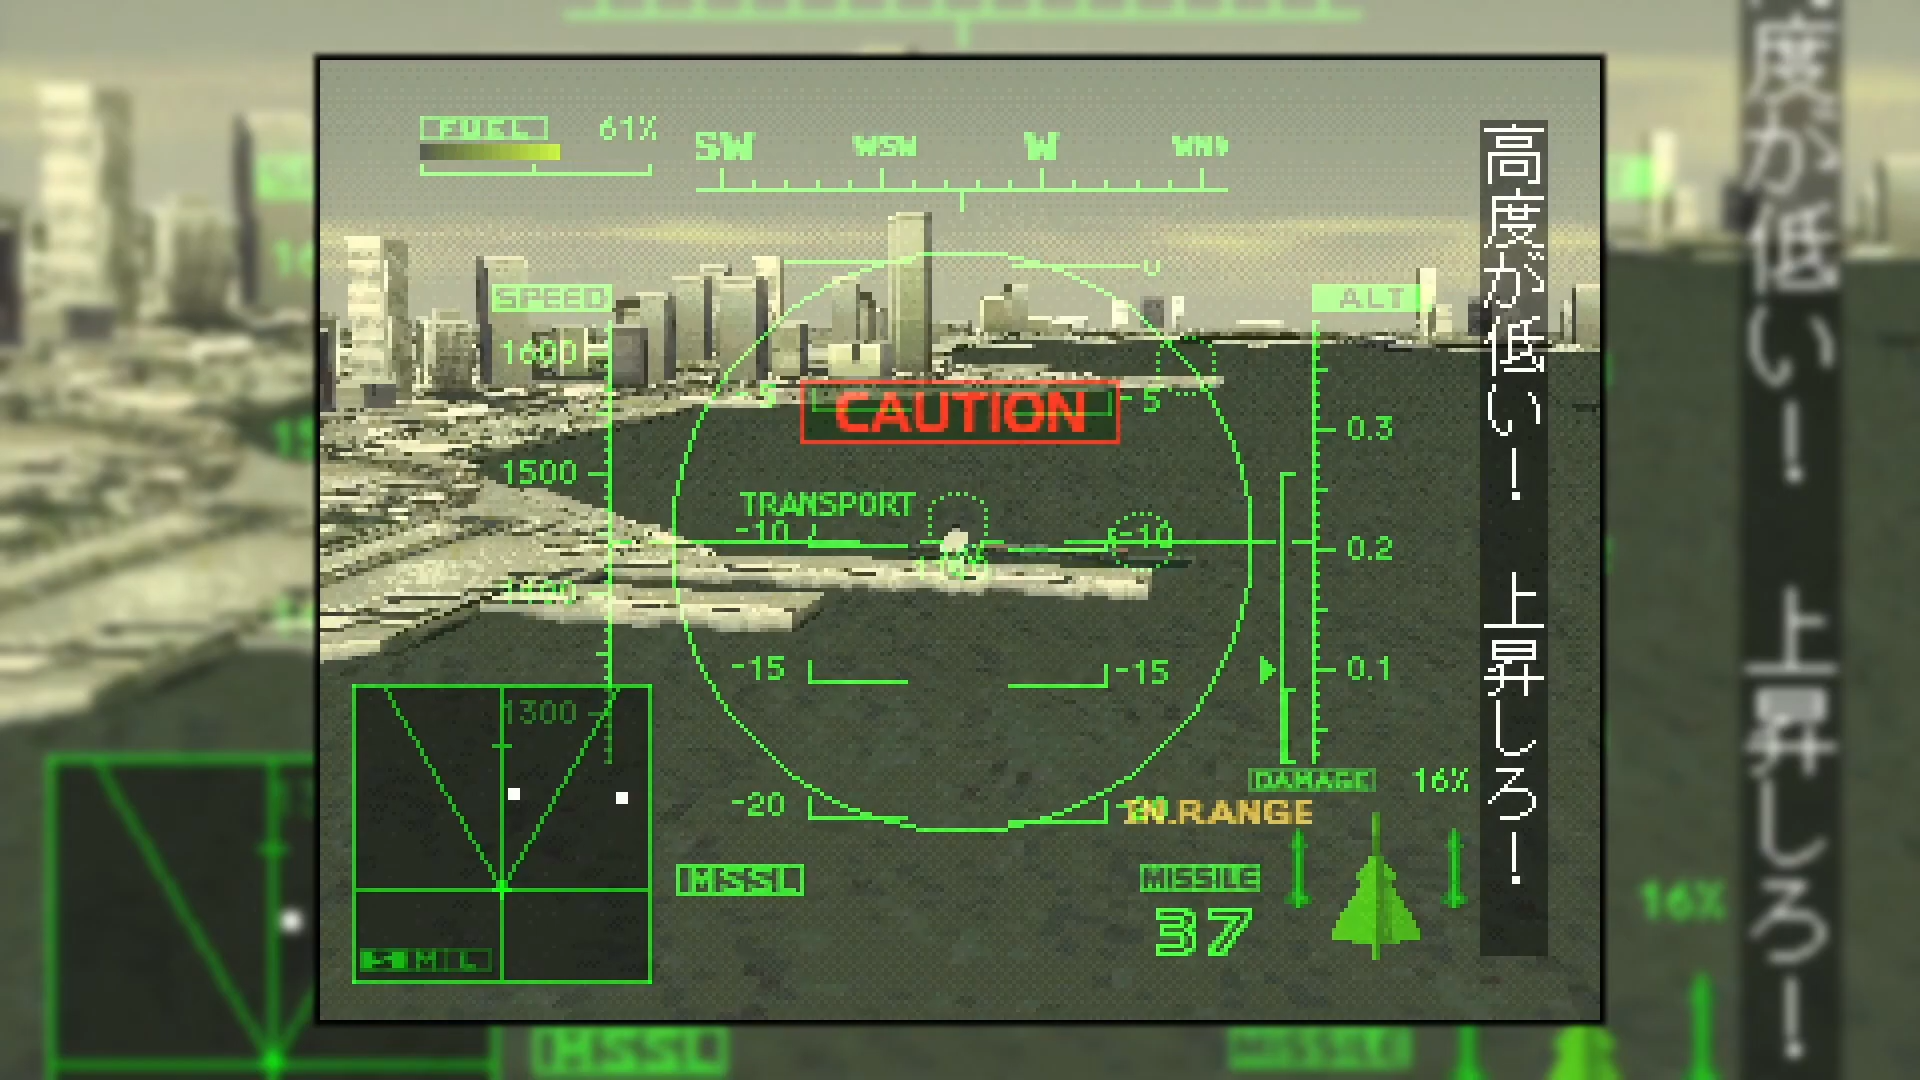 FUEL 61%
SW WSW W
SPEED
ALT
1600
5 5
CAUTION
0.3
1500
TRANSPORT
-10 -10
0.2
1400
-15 -15
0.1
1300
DAMAGE 16%
-20
IN.RANGE
MSSL
MISSILE
37
高度が低い！　上昇しろ！